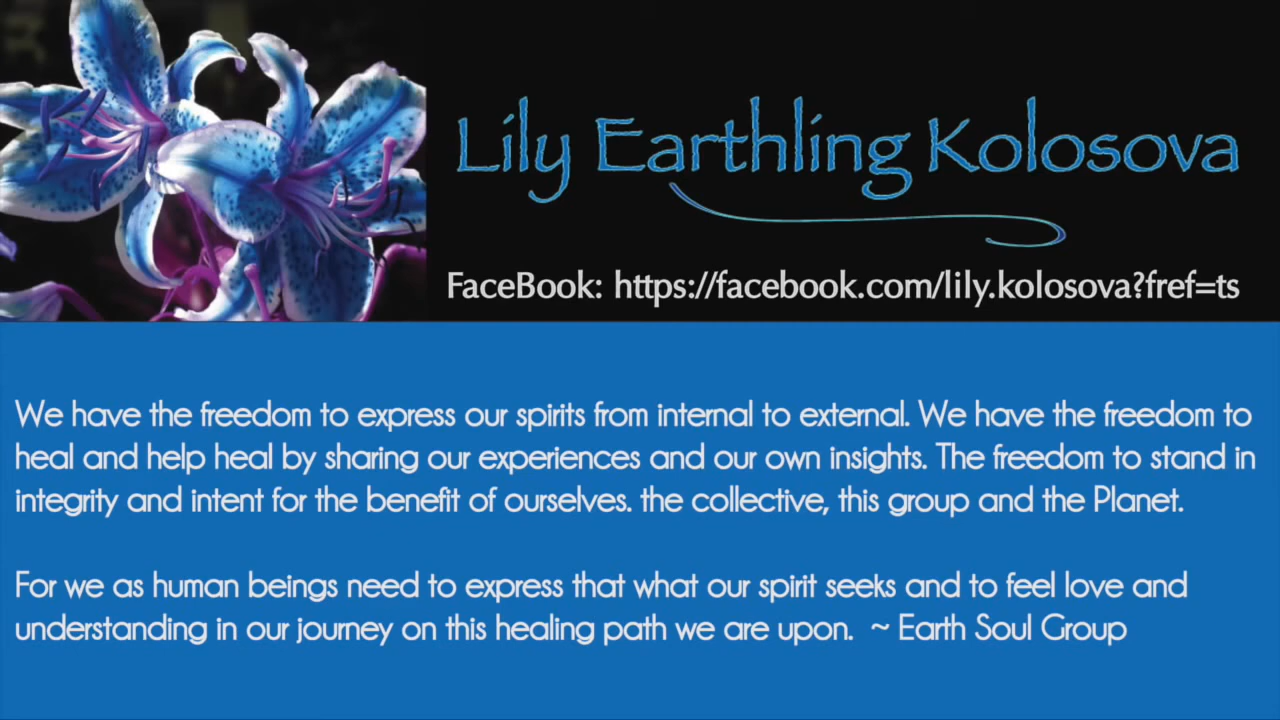 Lily Earthling Kolosova
FaceBook: https://facebook.com/lily.kolosova?fref=ts
We have the freedom to express our spirits from internal to external. We have the freedom to
heal and help heal by sharing our experiences and our own insights. The freedom to stand in
integrity and intent for the benefit of ourselves. the collective, this group and the Planet.
For we as human beings need to express that what our spirit seeks and to feel love and
understanding in our journey on this healing path we are upon. ~ Earth Soul Group